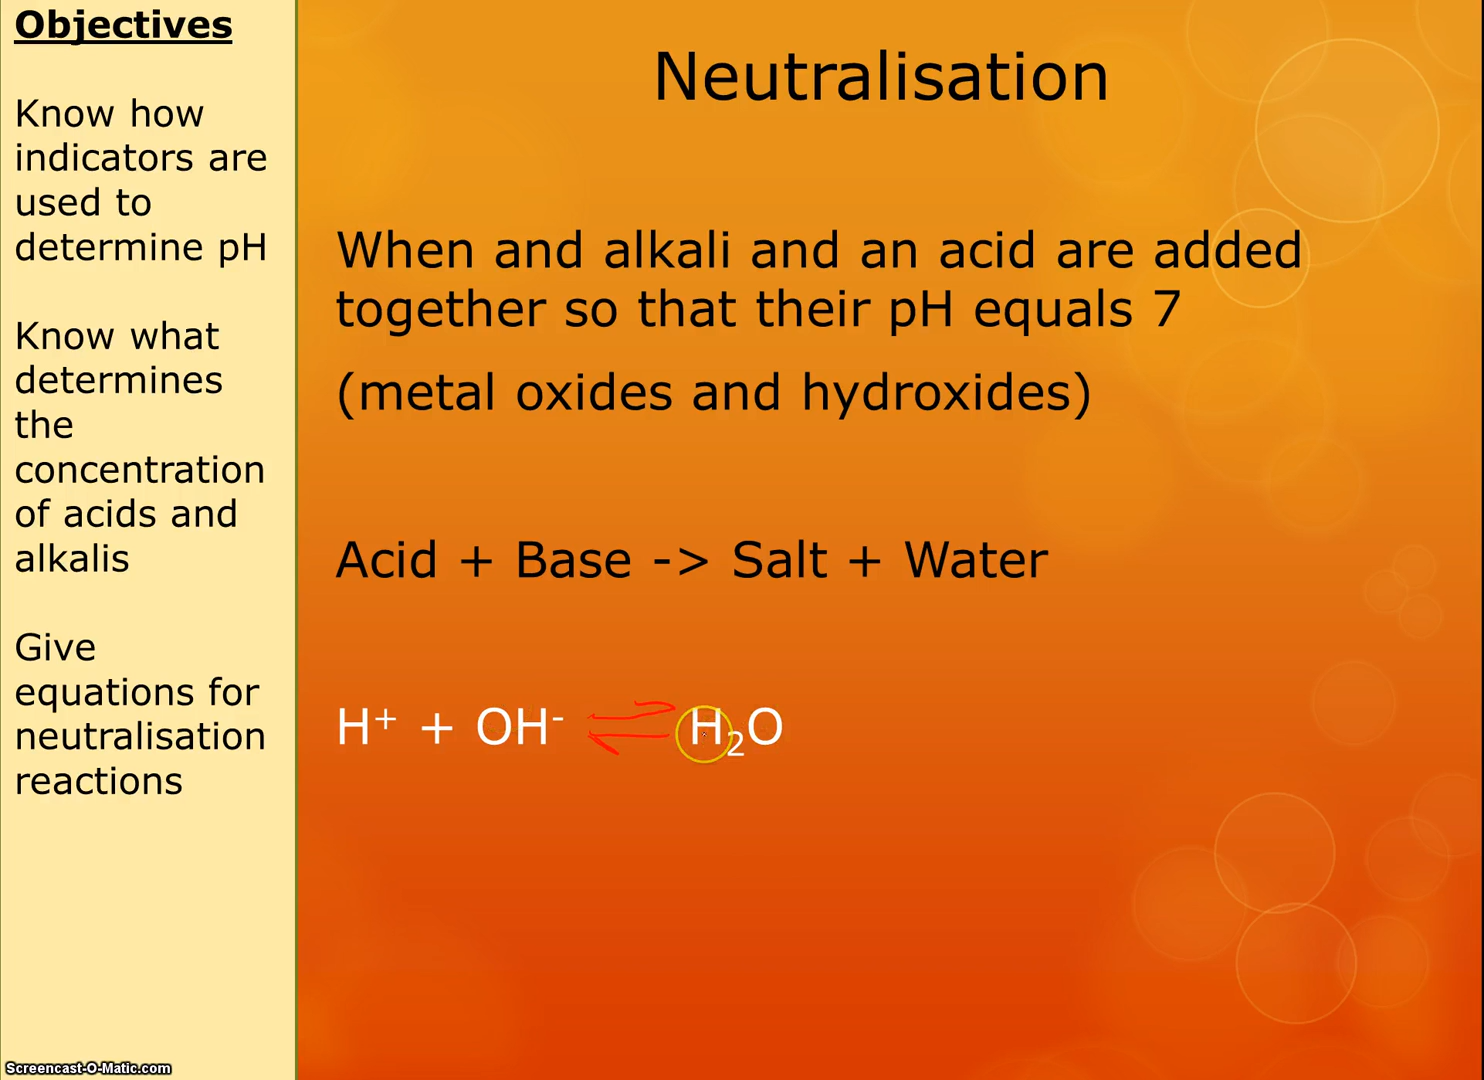 Objectives
Know how
indicators are
used to
determine pH
Know what
determines
the
concentration
of acids and
alkalis
Give
equations for
neutralisation
reactions
Neutralisation
When and alkali and an acid are added
together so that their pH equals 7
(metal oxides and hydroxides)
Acid + Base -> Salt + Water
H⁺ + OH⁻ ⇌ H₂O
Screencast-O-Matic.com